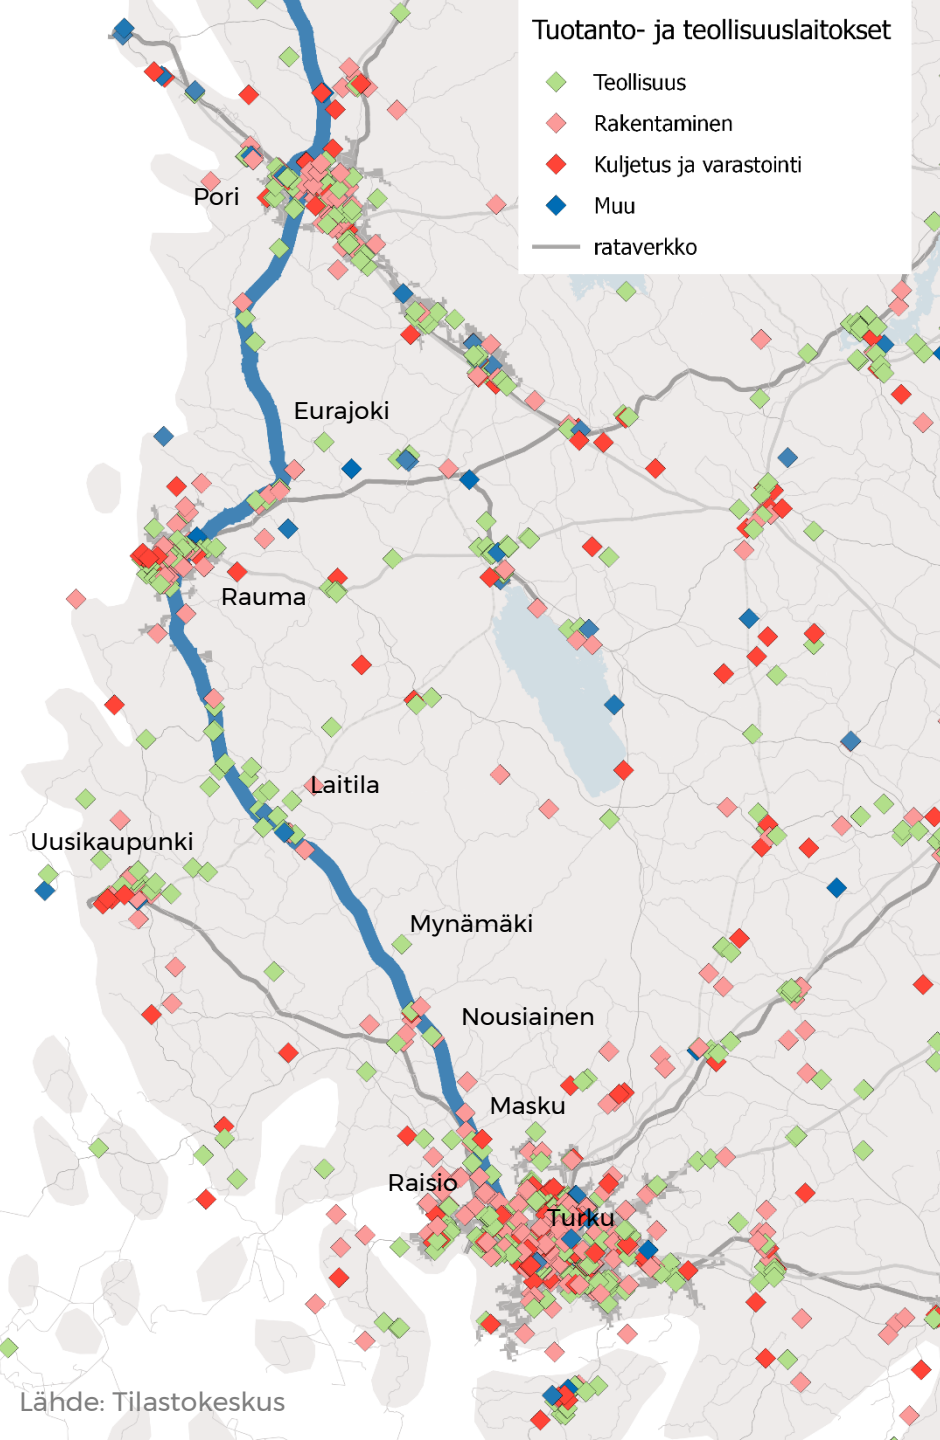 Tuotanto- ja teollisuuslaitokset
Teollisuus
Rakentaminen
Kuljetus ja varastointi
Muu
rataverkko
Pori
Eurajoki
Rauma
Laitila
Uusikaupunki
Mynämäki
Nousiainen
Masku
Raisio
Turku
Lähde: Tilastokeskus